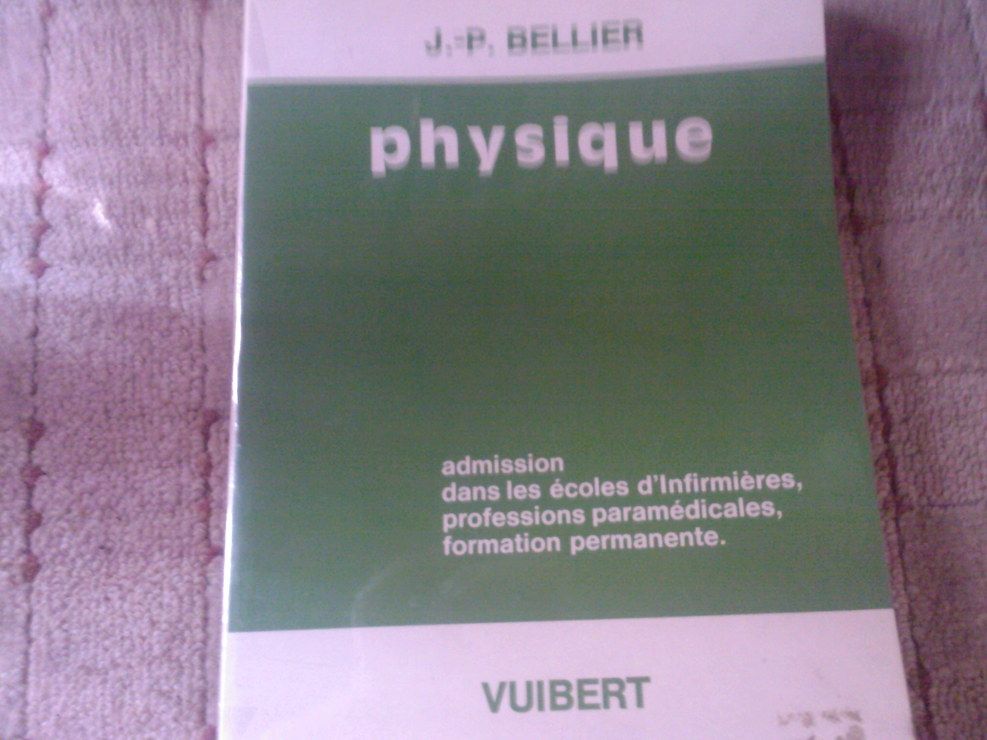 J.-P. BELLIER
physique
admission
dans les écoles d'Infirmières,
professions paramédicales,
formation permanente.
VUIBERT